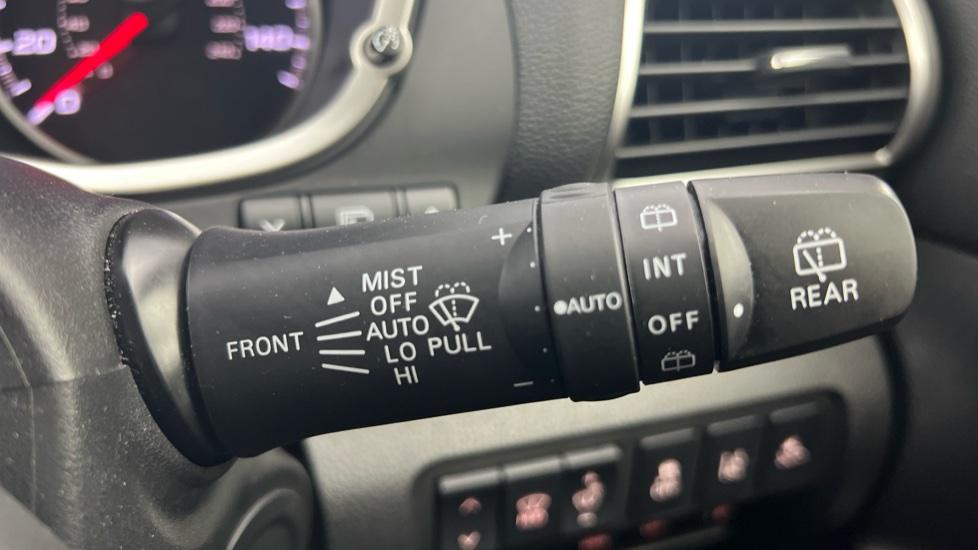 20
0
140
+
MIST
OFF
FRONT AUTO
LO PULL
HI
−
AUTO
INT
OFF
REAR